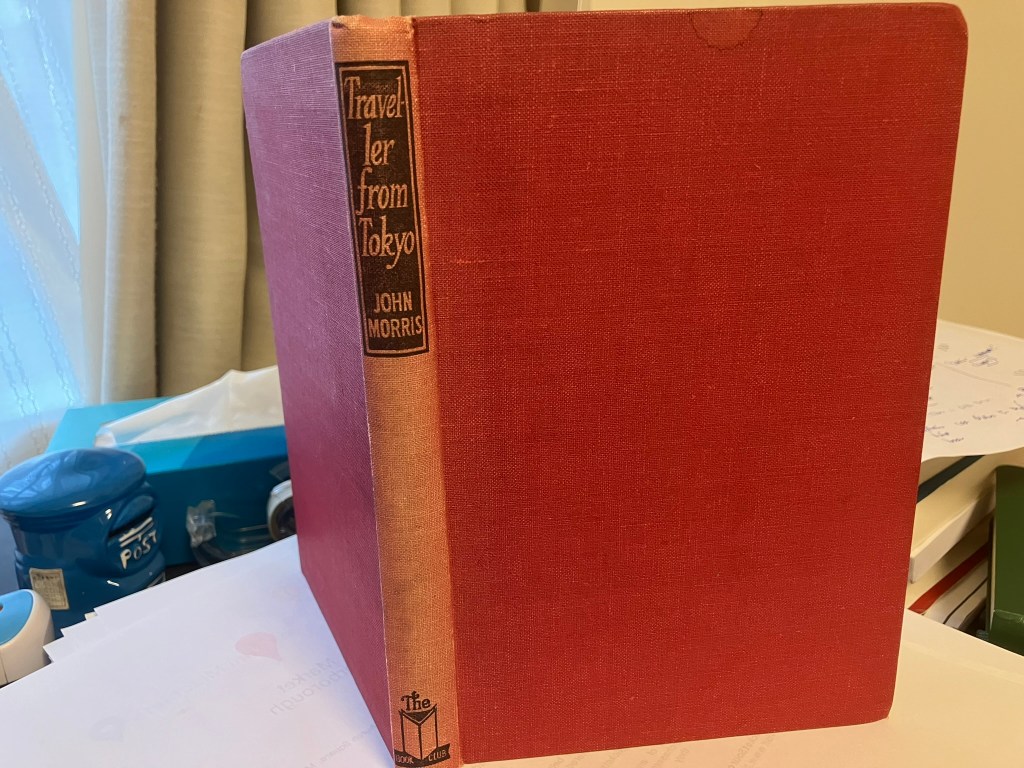 Travel-
ler
from
Tokyo
JOHN
MORRIS
The
BOOK CLUB
POST